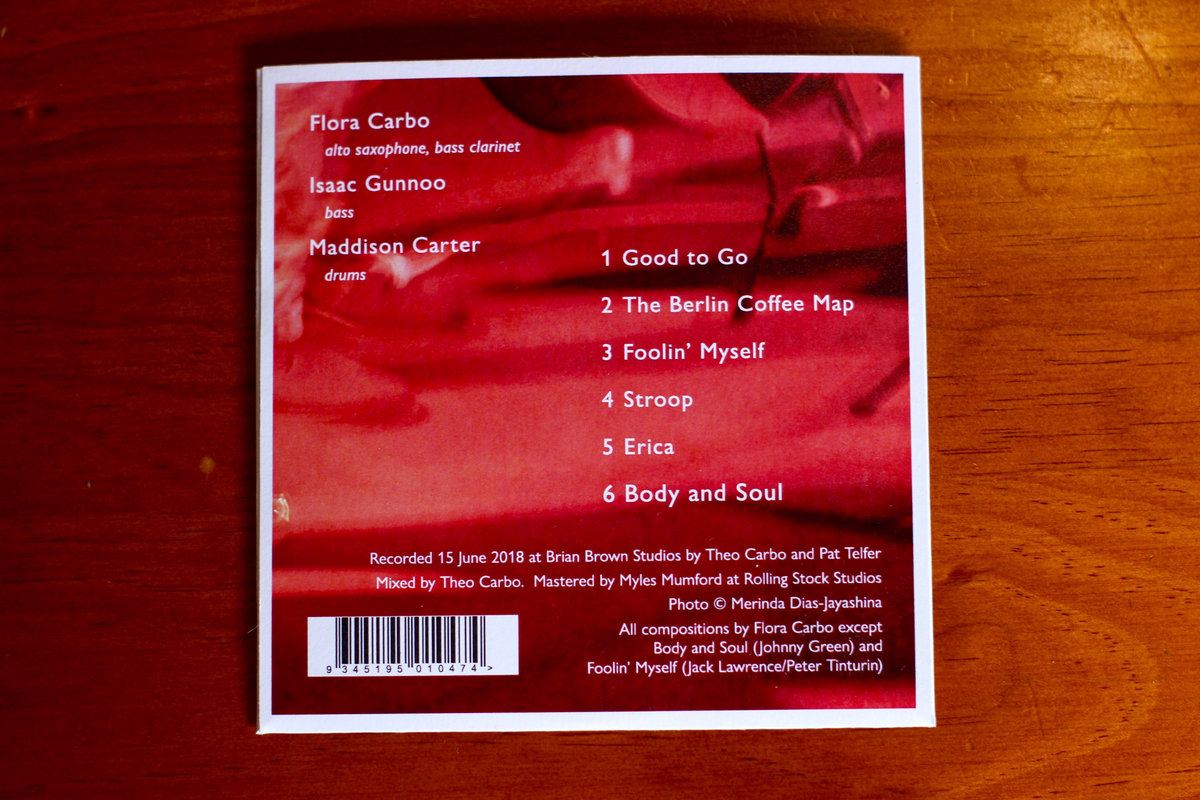 Flora Carbo
alto saxophone, bass clarinet
Isaac Gunnoo
bass
Maddison Carter
drums
1 Good to Go
2 The Berlin Coffee Map
3 Foolin’ Myself
4 Stroop
5 Erica
6 Body and Soul
Recorded 15 June 2018 at Brian Brown Studios by Theo Carbo and Pat Telfer
Mixed by Theo Carbo. Mastered by Myles Mumford at Rolling Stock Studios
Photo © Merinda Dias-Jayashina
All compositions by Flora Carbo except
Body and Soul (Johnny Green) and
Foolin’ Myself (Jack Lawrence/Peter Tinturin)
9 345195 010474 >